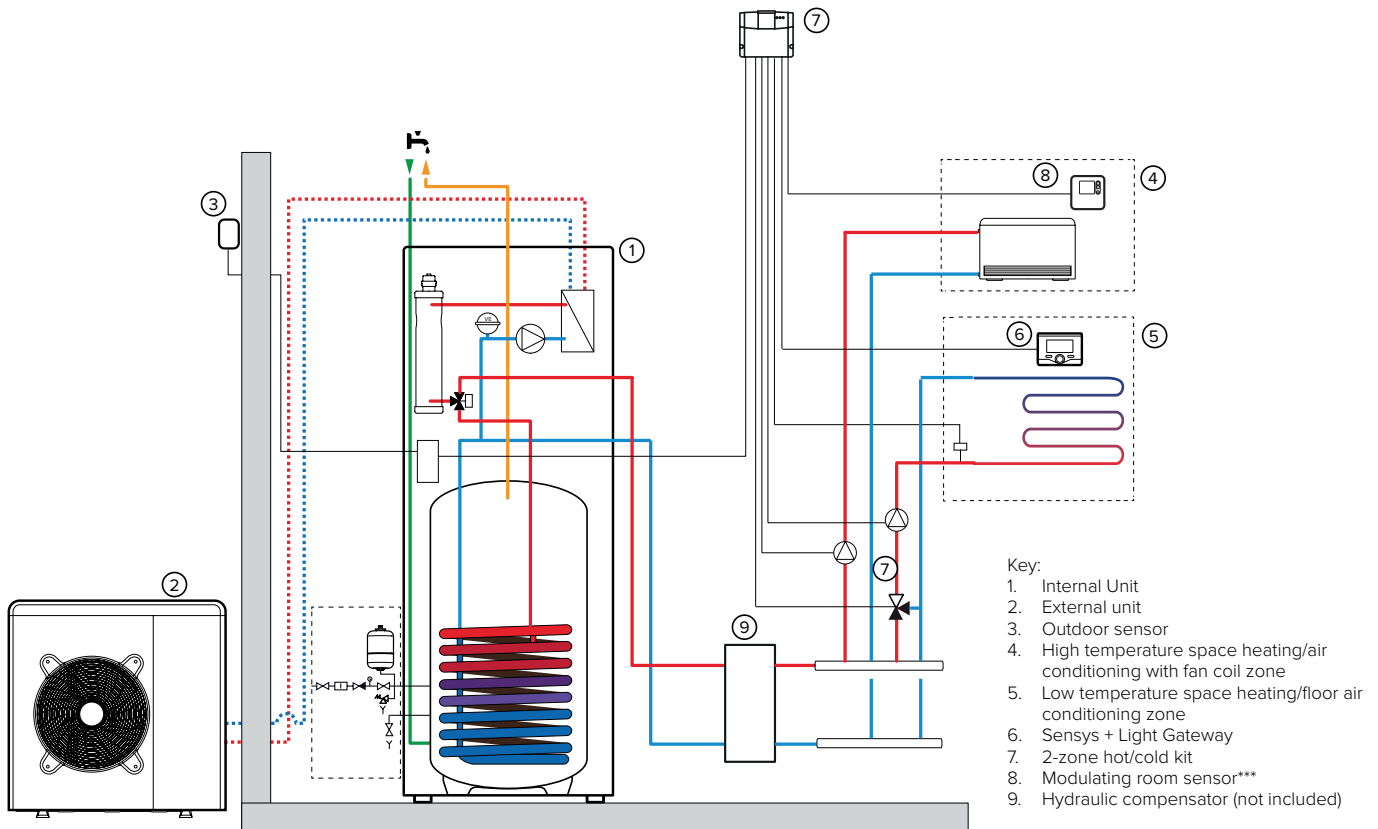 7
8
4
3
1
6
5
VE
2
7
9
Key:
1. Internal Unit
2. External unit
3. Outdoor sensor
4. High temperature space heating/air
conditioning with fan coil zone
5. Low temperature space heating/floor air
conditioning zone
6. Sensys + Light Gateway
7. 2-zone hot/cold kit
8. Modulating room sensor***
9. Hydraulic compensator (not included)